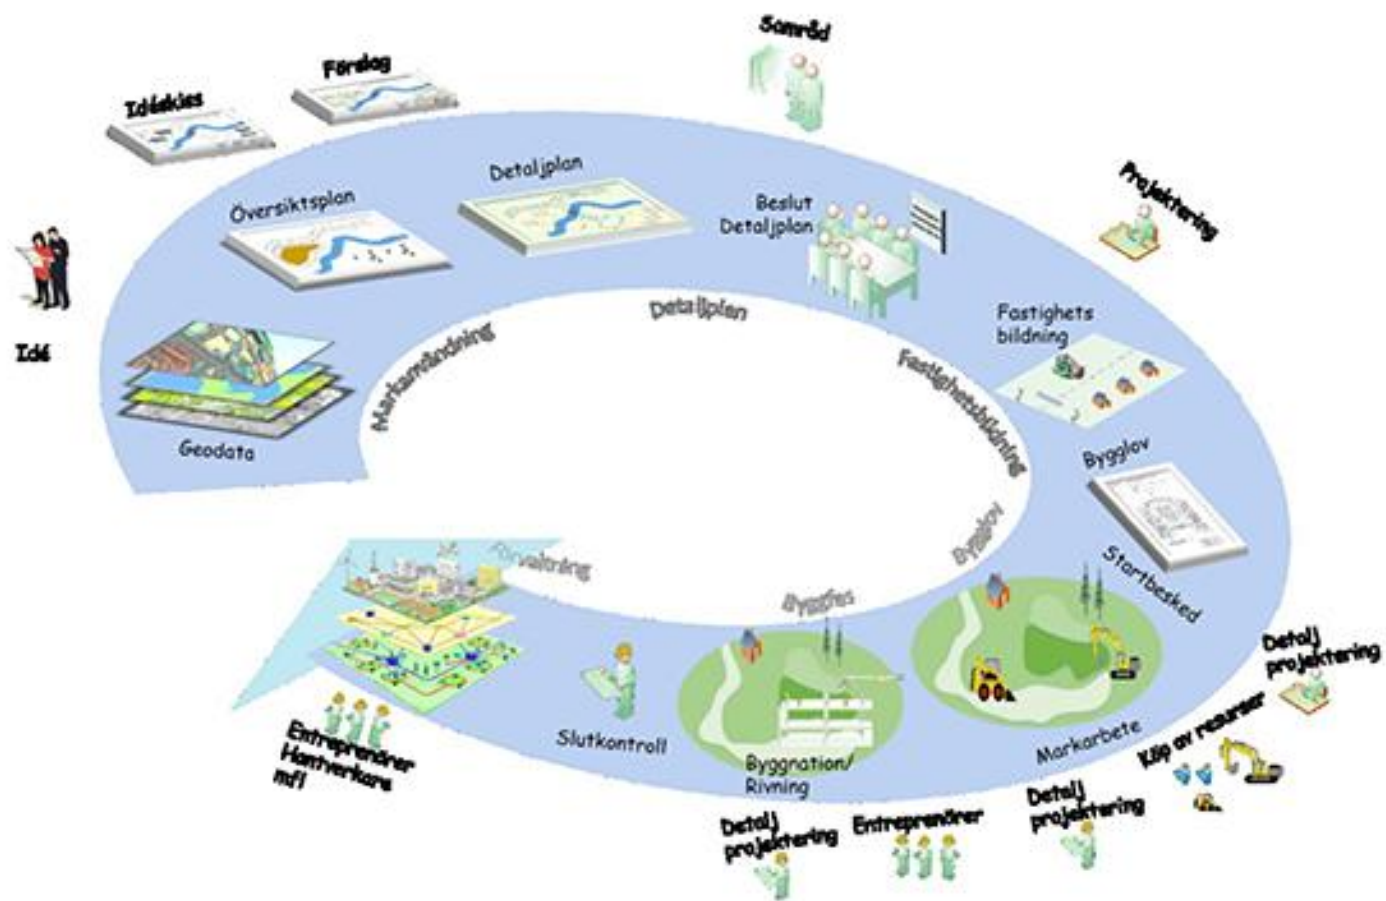 Idé
Idéskiss
Förslag
Samråd
Projektering
Detalj
projektering
Köp av resurser
Detalj
projektering
Entreprenörer
Detalj
projektering
Entreprenörer
Hantverkare
mfl
Geodata
Översiktsplan
Detaljplan
Beslut
Detaljplan
Fastighets
bildning
Bygglov
Startbesked
Markarbete
Byggnation/
Rivning
Slutkontroll
Markanvändning
Detaljplan
Fastighetsbildning
Bygglov
Byggfas
Förvaltning